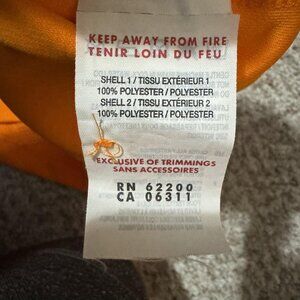 KEEP AWAY FROM FIRE
TENIR LOIN DU FEU
SHELL 1 / TISSU EXTÉRIEUR 1
100% POLYESTER / POLYESTER
SHELL 2 / TISSU EXTÉRIEUR 2
100% POLYESTER / POLYESTER
EXCLUSIVE OF TRIMMINGS
SANS ACCESSOIRES
RN 62200
CA 06311